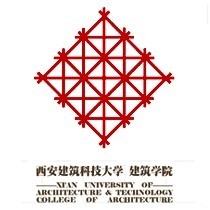 西安建筑科技大学 建筑学院
XI'AN UNIVERSITY OF
ARCHITECTURE & TECHNOLOGY
COLLEGE OF ARCHITECTURE